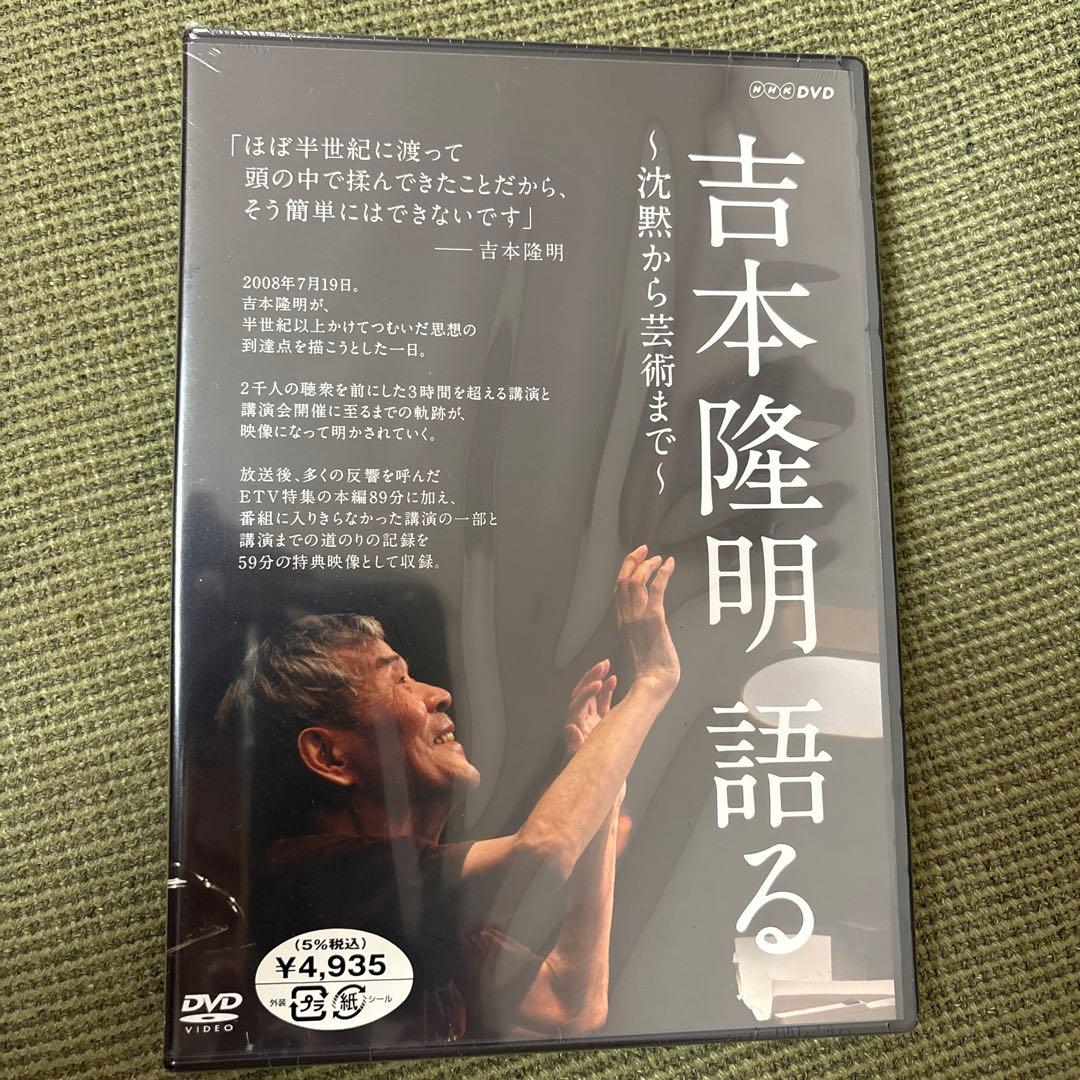 NHK DVD
吉本隆明 語る
～沈黙から芸術まで～
「ほぼ半世紀に渡って
頭の中で揉んできたことだから、
そう簡単にはできないです」
——吉本隆明
2008年7月19日。
吉本隆明が、
半世紀以上かけてつむいだ思想の
到達点を描こうとした一日。
2千人の聴衆を前にした3時間を超える講演と
講演会開催に至るまでの軌跡が、
映像になって明かされていく。
放送後、多くの反響を呼んだ
ETV特集の本編89分に加え、
番組に入りきらなかった講演の一部と
講演までの道のりの記録を
59分の特典映像として収録。
(5%税込)
¥4,935
外装 プラ 紙 シール
DVD
VIDEO